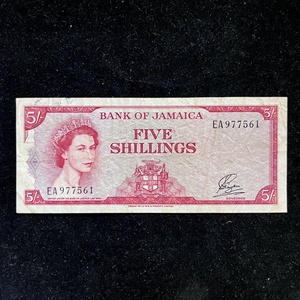 5/-
5/-
BANK OF JAMAICA
EA977561
FIVE
SHILLINGS
EA977561
GOVERNOR
5/-
5/-